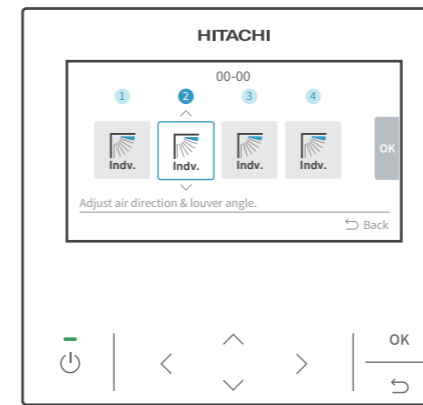 HITACHI
00-00
1 2 3 4
Indv. Indv. Indv. Indv.
OK
Adjust air direction & louver angle.
Back
OK